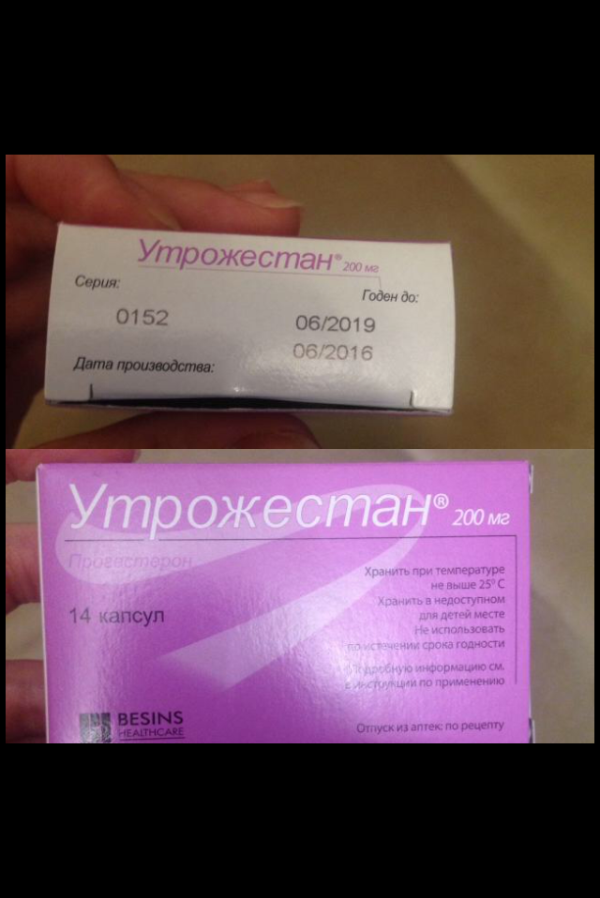 Утрожестан® 200 мг
Серия:
Годен до:
0152
06/2019
06/2016
Дата производства:
Утрожестан® 200 мг
Прогестерон
14 капсул
Хранить при температуре
не выше 25° С
Хранить в недоступном
для детей месте
Не использовать
по истечении срока годности
Подробную информацию см.
в инструкции по применению
BESINS
HEALTHCARE
Отпуск из аптек: по рецепту